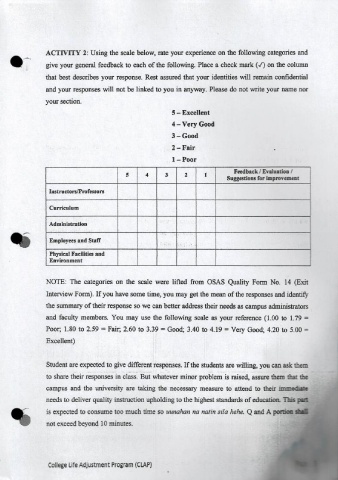 ACTIVITY 2: Using the scale below, rate your experience on the following categories and
give your general feedback to each of the following. Place a check mark (✓) on the column
that best describes your response. Rest assured that your identities will remain confidential
and your responses will not be linked to you in anyway. Please do not write your name nor
your section.
5 – Excellent
4 – Very Good
3 – Good
2 – Fair
1 – Poor
5 4 3 2 1 Feedback / Evaluation /
Suggestions for improvement
Instructors/Professors
Curriculum
Administration
Employees and Staff
Physical Facilities and
Environment
NOTE: The categories on the scale were lifted from OSAS Quality Form No. 14 (Exit
Interview Form). If you have some time, you may get the mean of the responses and identify
the summary of their response so we can better address their needs as campus administrators
and faculty members. You may use the following scale as your reference (1.00 to 1.79 =
Poor; 1.80 to 2.59 = Fair; 2.60 to 3.39 = Good; 3.40 to 4.19 = Very Good; 4.20 to 5.00 =
Excellent)
Student are expected to give different responses. If the students are willing, you can ask them
to share their responses in class. But whatever minor problem is raised, assure them that the
campus and the university are taking the necessary measure to attend to their immediate
needs to deliver quality instruction upholding to the highest standards of education. This part
is expected to consume too much time so unahan na natin sila hehe. Q and A portion shall
not exceed beyond 10 minutes.
College Life Adjustment Program (CLAP)